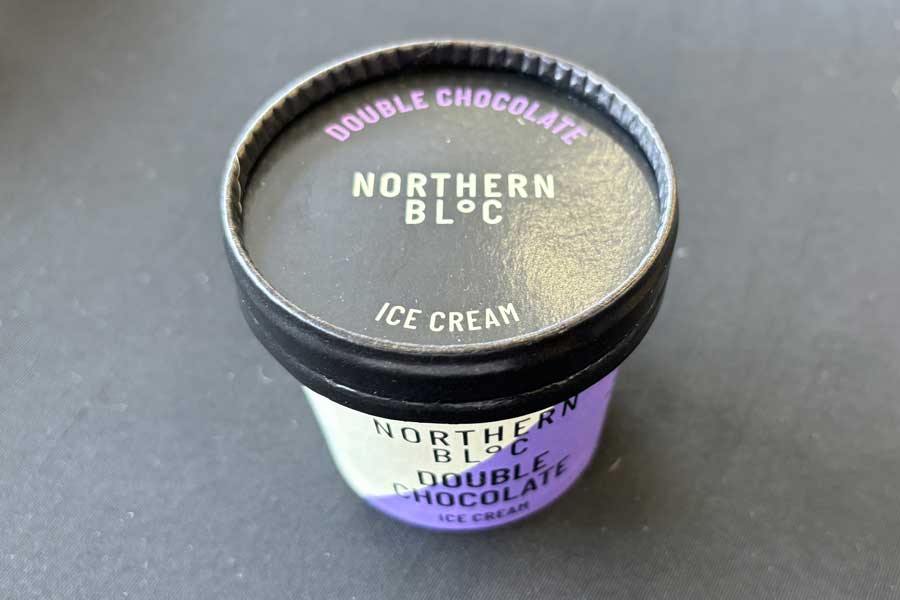 DOUBLE CHOCOLATE
NORTHERN
BLOC
ICE CREAM
NORTHERN
BLOC
DOUBLE
CHOCOLATE
ICE CREAM